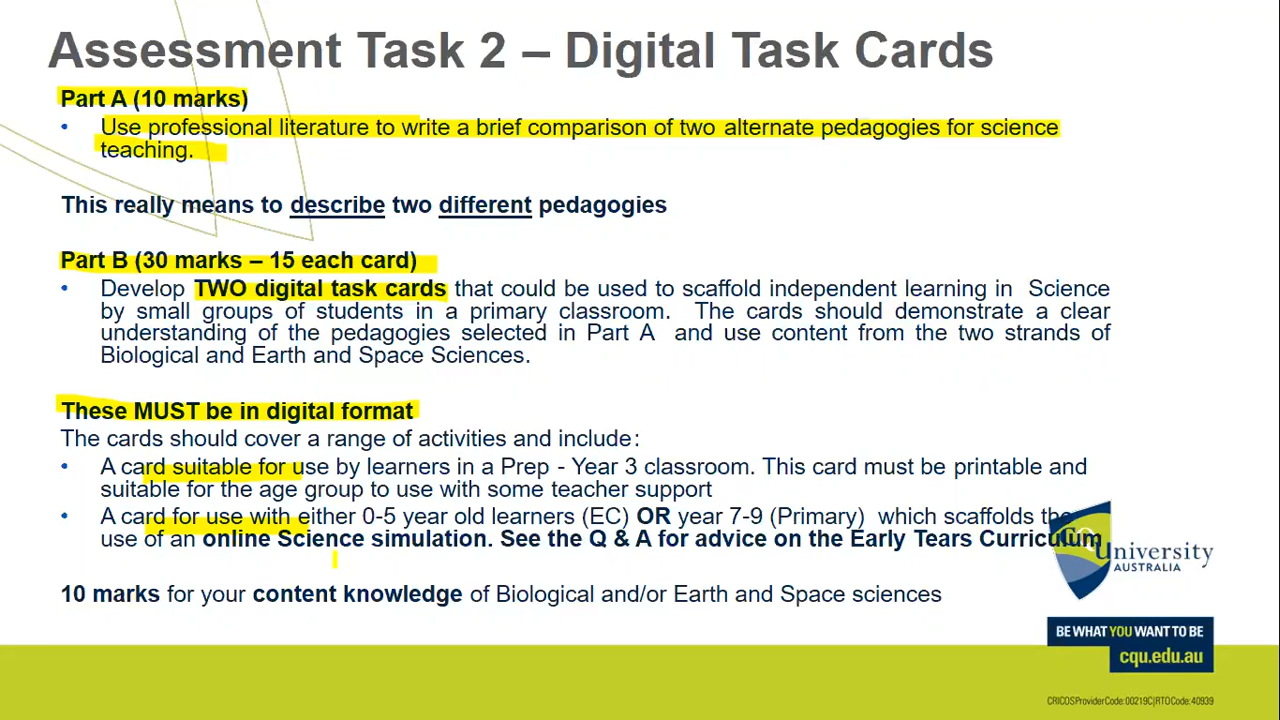 Assessment Task 2 – Digital Task Cards
Part A (10 marks)
• Use professional literature to write a brief comparison of two alternate pedagogies for science
teaching.
This really means to describe two different pedagogies
Part B (30 marks – 15 each card)
• Develop TWO digital task cards that could be used to scaffold independent learning in Science
by small groups of students in a primary classroom. The cards should demonstrate a clear
understanding of the pedagogies selected in Part A and use content from the two strands of
Biological and Earth and Space Sciences.
These MUST be in digital format
The cards should cover a range of activities and include:
• A card suitable for use by learners in a Prep - Year 3 classroom. This card must be printable and
suitable for the age group to use with some teacher support
• A card for use with either 0-5 year old learners (EC) OR year 7-9 (Primary) which scaffolds the
use of an online Science simulation. See the Q & A for advice on the Early Tears Curriculum
10 marks for your content knowledge of Biological and/or Earth and Space sciences
CQUniversity
AUSTRALIA
BE WHAT YOU WANT TO BE
cqu.edu.au
CRICOS Provider Code: 00219C | RTO Code: 40939